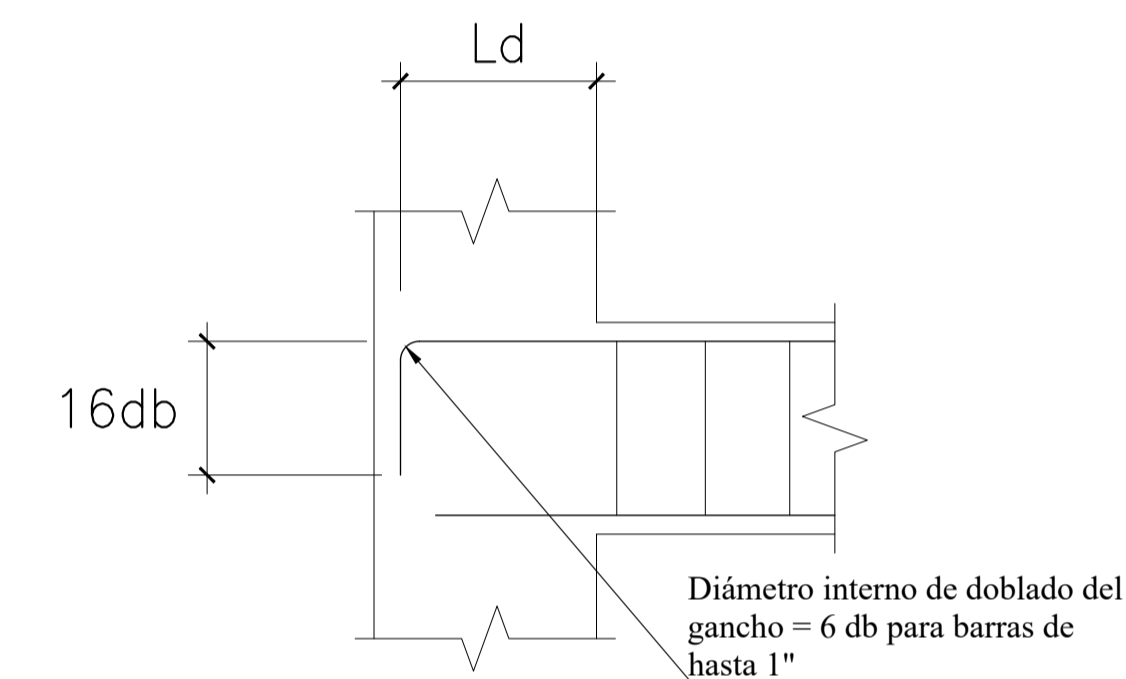 Ld
16db
Diámetro interno de doblado del
gancho = 6 db para barras de
hasta 1"